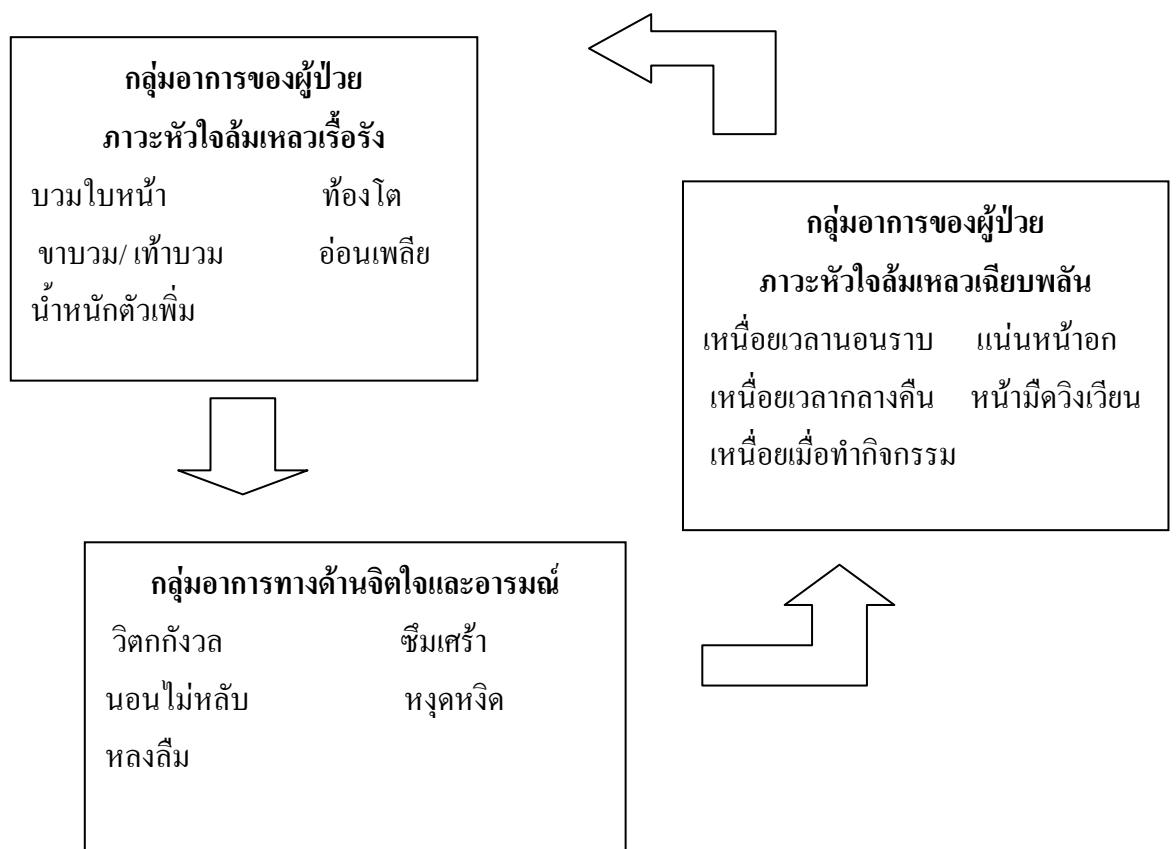 กลุ่มอาการของผู้ป่วย
ภาวะหัวใจล้มเหลวเรื้อรัง
บวมใบหน้า ท้องโต
ขาบวม/ เท้าบวม อ่อนเพลีย
น้ำหนักตัวเพิ่ม
กลุ่มอาการของผู้ป่วย
ภาวะหัวใจล้มเหลวเฉียบพลัน
เหนื่อยเวลานอนราบ แน่นหน้าอก
เหนื่อยเวลากลางคืน หน้ามืดวิงเวียน
เหนื่อยเมื่อทำกิจกรรม
กลุ่มอาการทางด้านจิตใจและอารมณ์
วิตกกังวล ซึมเศร้า
นอนไม่หลับ หงุดหงิด
หลงลืม